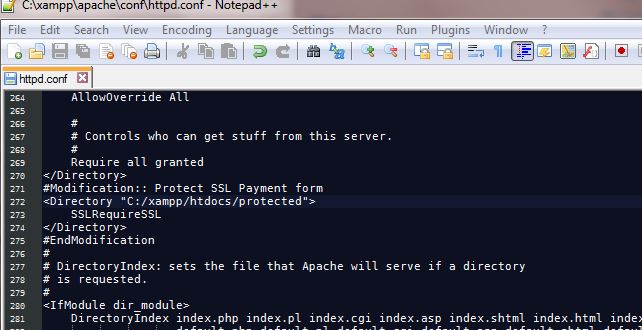 C:\xampp\apache\conf\httpd.conf - Notepad++
File Edit Search View Encoding Language Settings Macro Run Plugins Window ?
httpd.conf
264 AllowOverride All
265
266 #
267 # Controls who can get stuff from this server.
268 #
269 Require all granted
270 </Directory>
271 #Modification:: Protect SSL Payment form
272 <Directory "C:/xampp/htdocs/protected">
273 SSLRequireSSL
274 </Directory>
275 #EndModification
276 #
277 # DirectoryIndex: sets the file that Apache will serve if a directory
278 # is requested.
279 #
280 <IfModule dir_module>
281 DirectoryIndex index.php index.pl index.cgi index.asp index.shtml index.html index